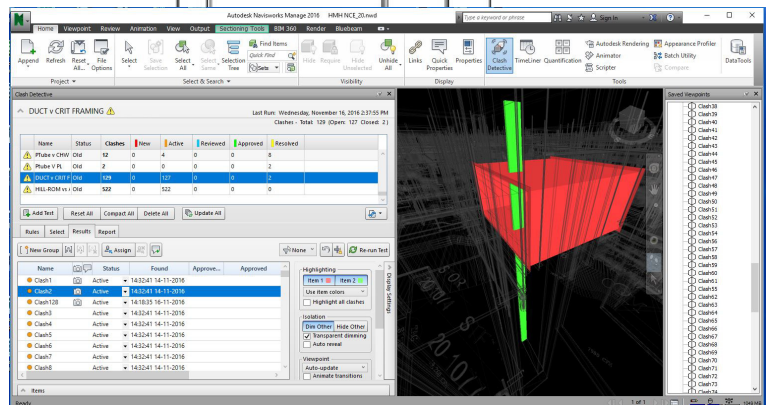 Autodesk Navisworks Manage 2016 HMH NCE_20.nwd
Type a keyword or phrase
Sign In
Home Viewpoint Review Animation View Output Sectioning Tools BIM 360 Render Bluebeam
Append Refresh Reset All... File Options
Select Save Selection Select All Select Same Selection Tree
Find Items
Quick Find
Sets
Hide Require Hide Unselected Unhide All
Links Quick Properties Properties
Clash Detective TimeLiner Quantification
Autodesk Rendering
Animator
Scripter
Appearance Profiler
Batch Utility
Compare
DataTools
Project Select & Search Visibility Display Tools
Clash Detective
Saved Viewpoints
DUCT v CRIT FRAMING
Last Run: Wednesday, November 16, 2016 2:37:55 PM
Clashes - Total: 129 (Open: 127 Closed: 2)
Name Status Clashes New Active Reviewed Approved Resolved
Ptube v CHW Old 12 0 4 0 0 8
Ptube V PL Old 2 0 0 0 0 2
DUCT v CRIT F Old 129 0 127 0 0 2
HILL-ROM vs Old 522 0 522 0 0 0
Add Test Reset All Compact All Delete All Update All
Rules Select Results Report
New Group Assign None Re-run Test
Name Status Found Approve... Approved
Clash1 Active 14:32:41 14-11-2016
Clash2 Active 14:32:41 14-11-2016
Clash128 Active 14:18:35 16-11-2016
Clash3 Active 14:32:41 14-11-2016
Clash4 Active 14:32:41 14-11-2016
Clash5 Active 14:32:41 14-11-2016
Clash6 Active 14:32:41 14-11-2016
Clash7 Active 14:32:41 14-11-2016
Clash8 Active 14:32:41 14-11-2016
Highlighting
Item 1 Item 2
Use item colors
Highlight all clashes
Isolation
Dim Other Hide Other
Transparent dimming
Auto reveal
Viewpoint
Auto-update
Animate transitions
Display Settings
Items
Ready
Clash38
Clash39
Clash40
Clash41
Clash42
Clash43
Clash44
Clash45
Clash46
Clash47
Clash48
Clash49
Clash50
Clash51
Clash52
Clash53
Clash54
Clash55
Clash56
Clash57
Clash58
Clash59
Clash60
Clash61
Clash62
Clash63
Clash64
Clash65
Clash66
Clash67
Clash68
Clash69
Clash70
Clash71
Clash72
Clash73
Clash74
1 of 1